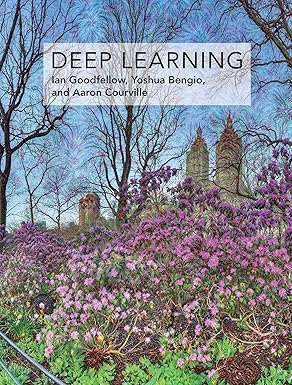 DEEP LEARNING
Ian Goodfellow, Yoshua Bengio,
and Aaron Courville